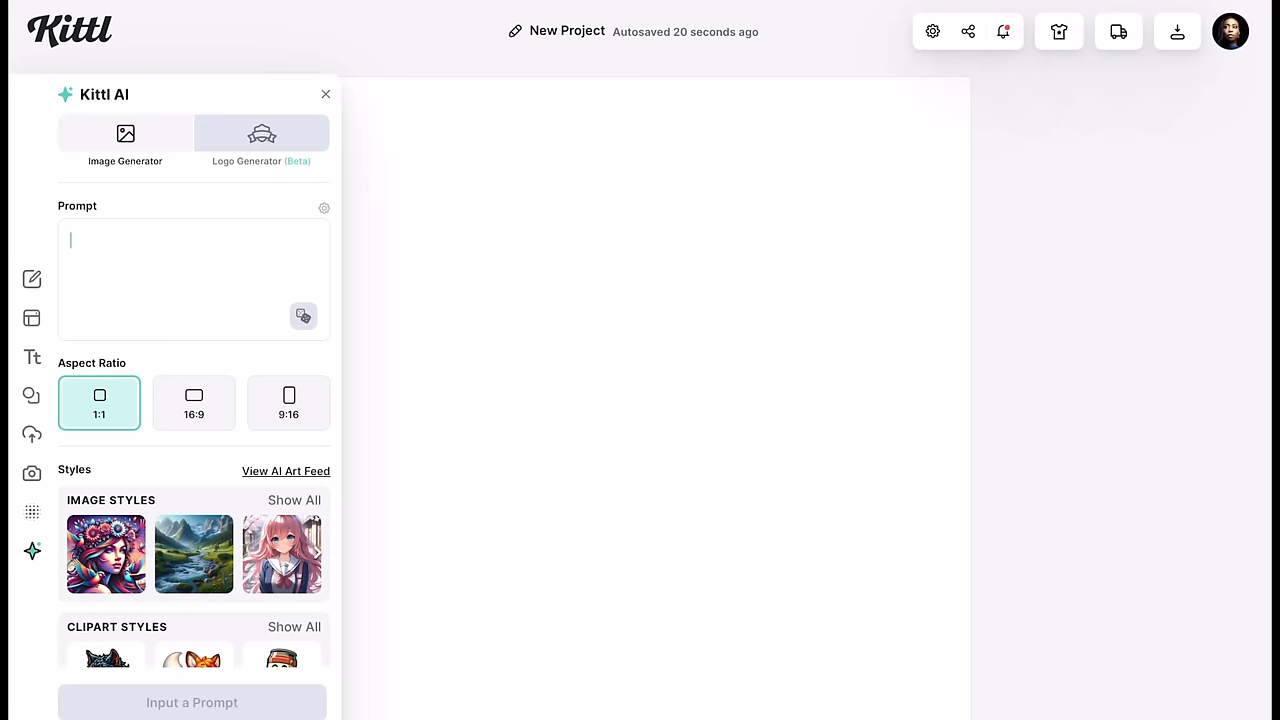 Kittl
New Project Autosaved 20 seconds ago
Kittl AI
Image Generator
Logo Generator (Beta)
Prompt
Tt
Aspect Ratio
1:1
16:9
9:16
Styles
View AI Art Feed
IMAGE STYLES
Show All
CLIPART STYLES
Show All
Input a Prompt